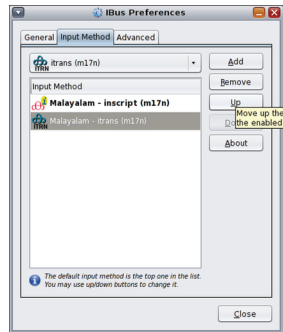 IBus Preferences
General Input Method Advanced
itrans (m17n)
Add
Input Method
Remove
Malayalam - inscript (m17n)
Up
Move up the
Malayalam - itrans (m17n)
the enabled
About
The default input method is the top one in the list.
You may use up/down buttons to change it.
Close